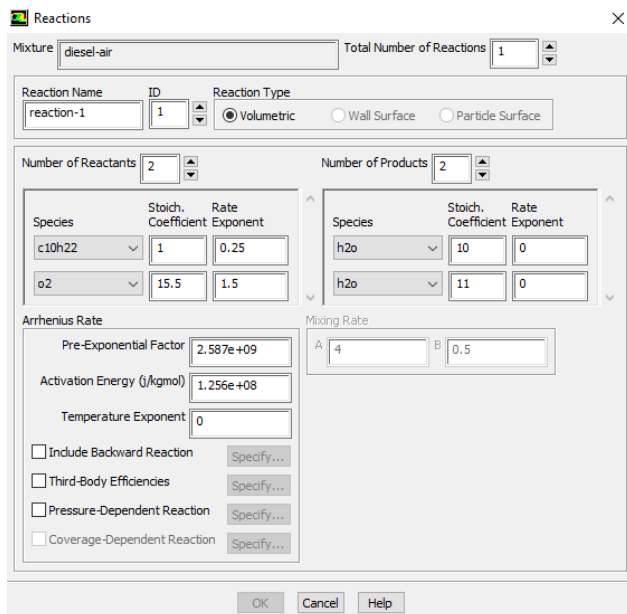 Reactions
Mixture diesel-air Total Number of Reactions 1
Reaction Name ID Reaction Type
reaction-1 1 Volumetric Wall Surface Particle Surface
Number of Reactants 2 Number of Products 2
Stoich. Rate Stoich. Rate
Species Coefficient Exponent Species Coefficient Exponent
c10h22 1 0.25 h2o 10 0
o2 15.5 1.5 h2o 11 0
Arrhenius Rate Mixing Rate
Pre-Exponential Factor 2.587e+09 A 4 B 0.5
Activation Energy (j/kgmol) 1.256e+08
Temperature Exponent 0
Include Backward Reaction Specify...
Third-Body Efficiencies Specify...
Pressure-Dependent Reaction Specify...
Coverage-Dependent Reaction Specify...
OK Cancel Help